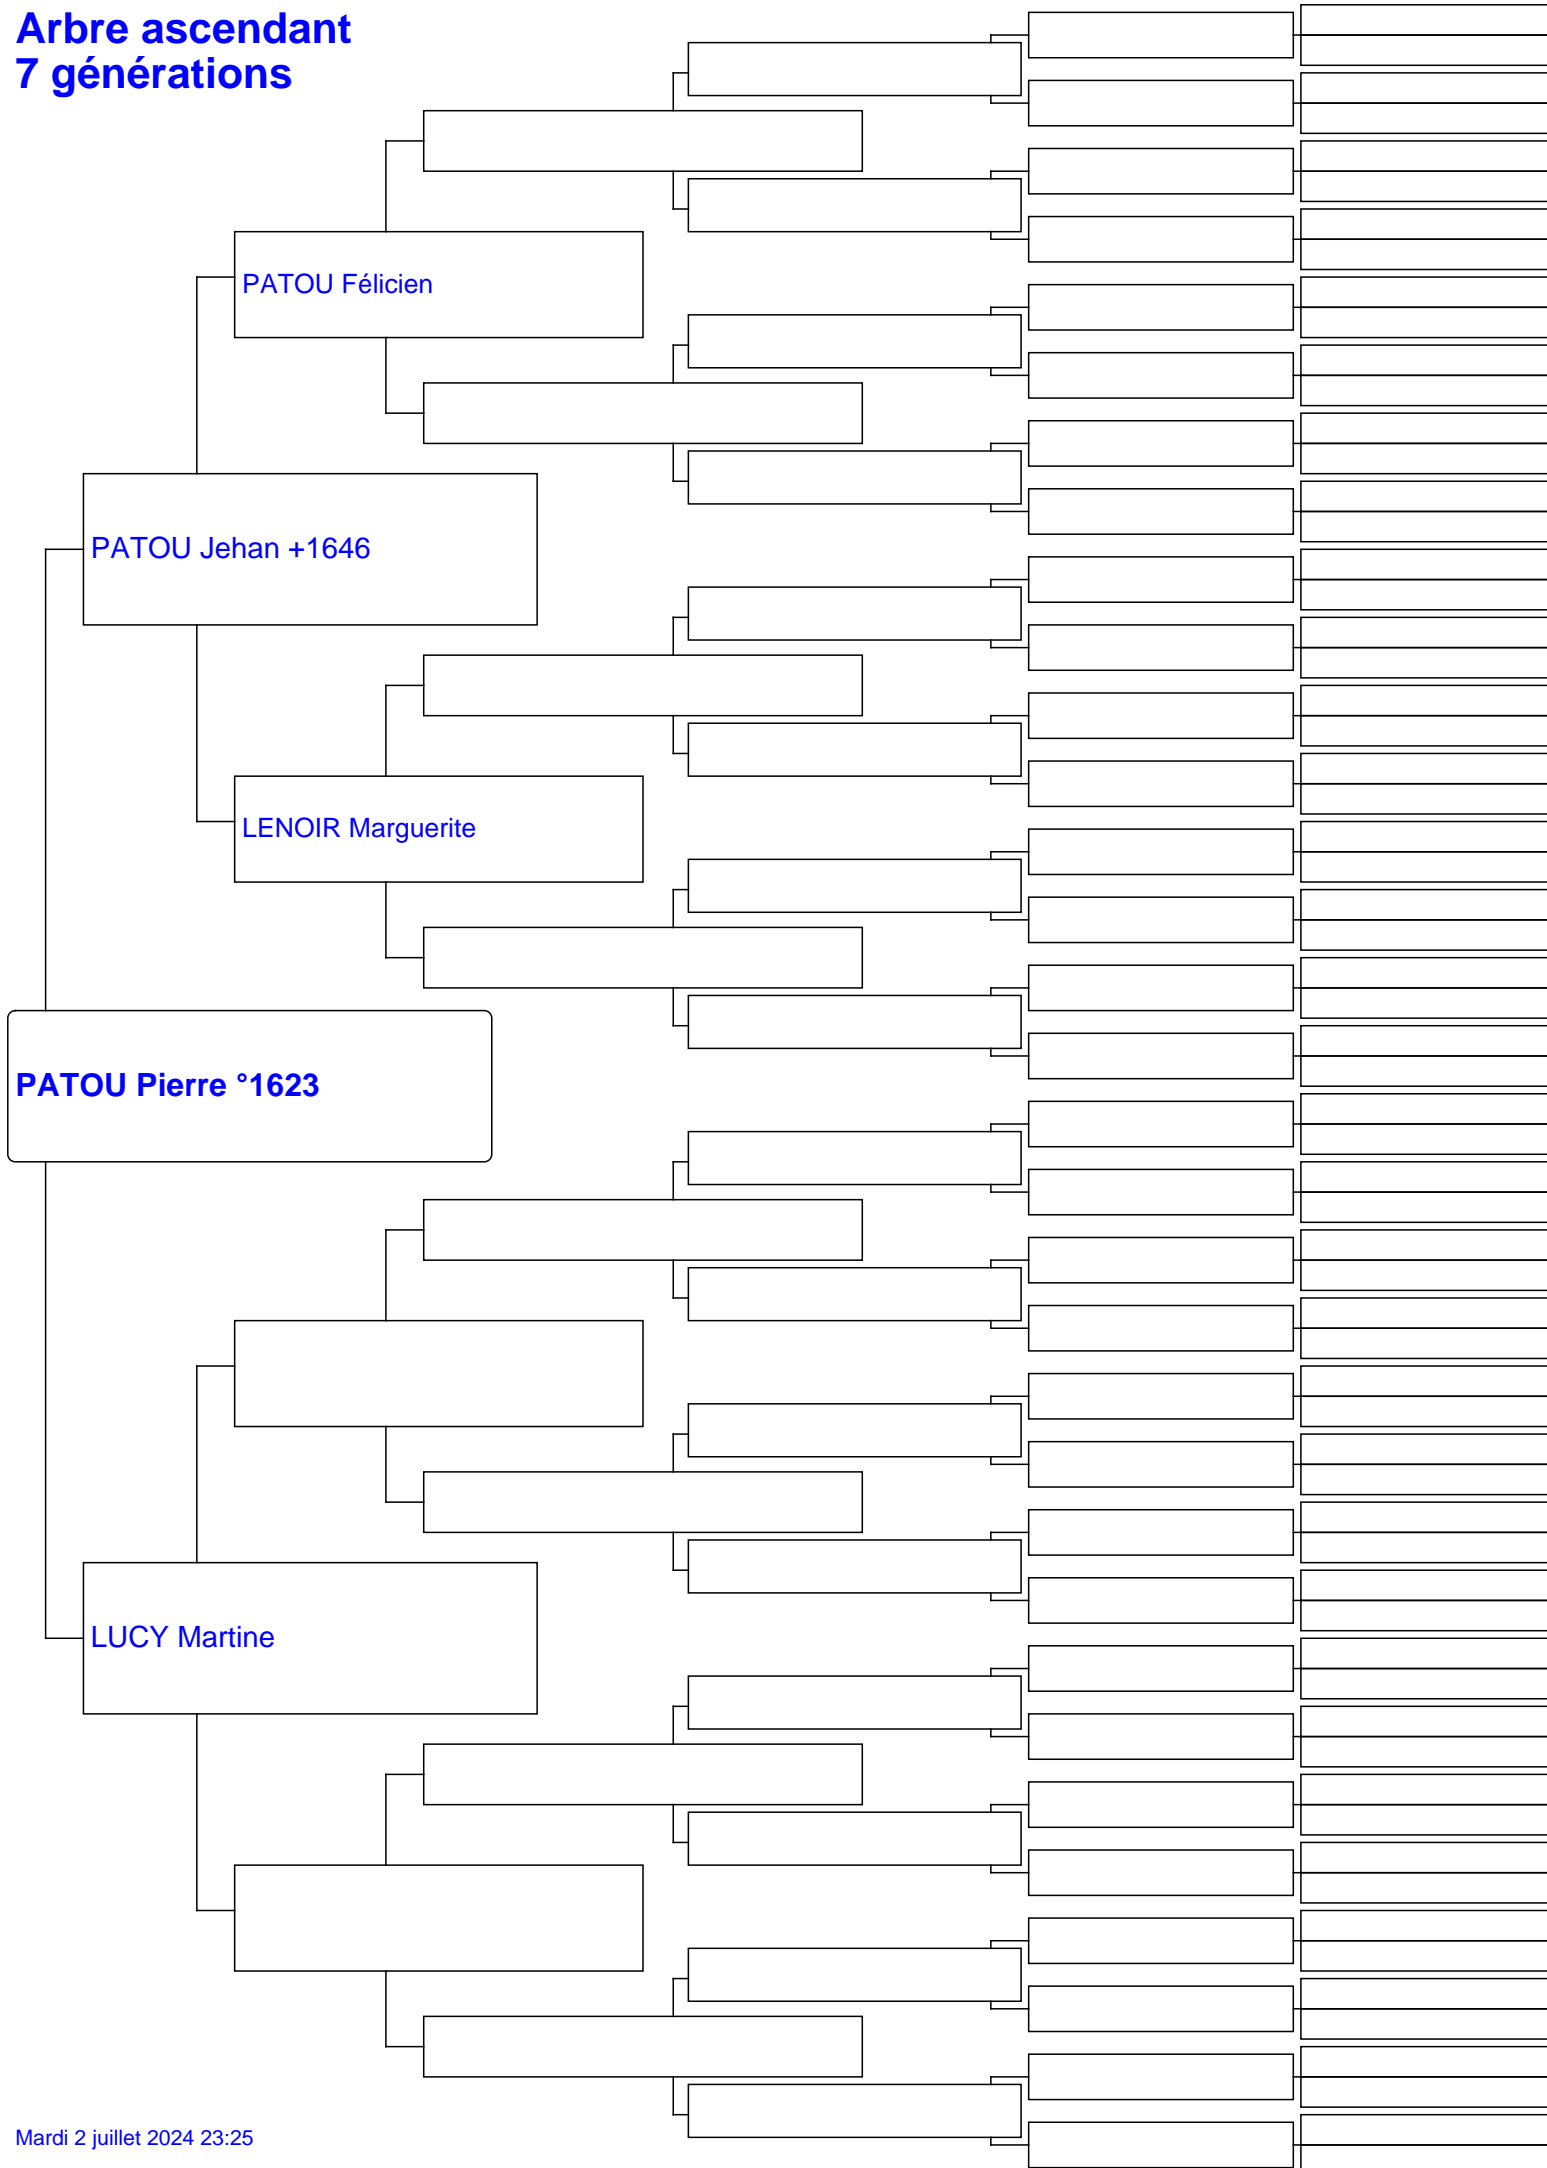 Arbre ascendant
7 générations
PATOU Félicien
PATOU Jehan +1646
LENOIR Marguerite
PATOU Pierre °1623
LUCY Martine
Mardi 2 juillet 2024 23:25